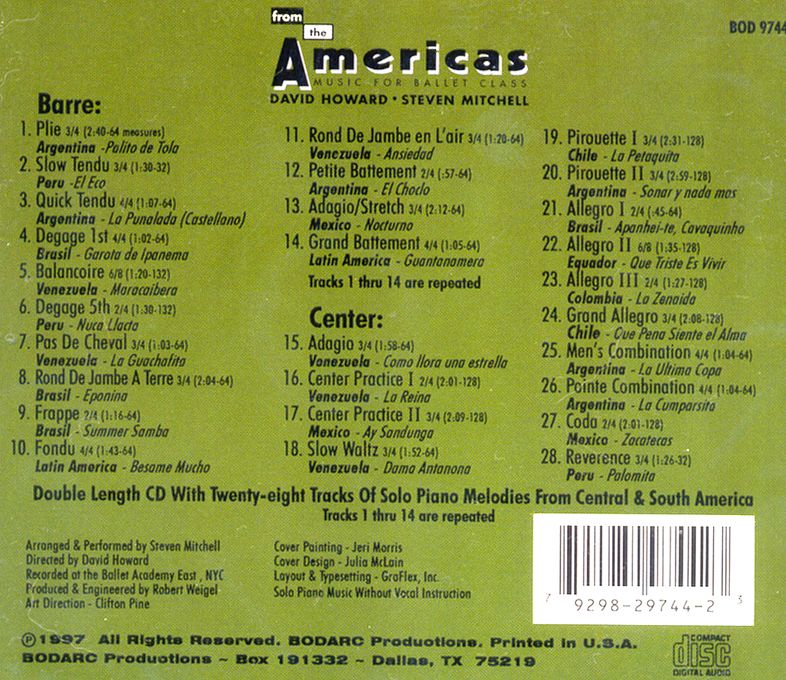 from
the
Americas
MUSIC FOR BALLET CLASS
DAVID HOWARD • STEVEN MITCHELL
BOD 9744
Barre:
1. Plie 3/4 (2:40-64 measures)
Argentina - Palito de Tola
2. Slow Tendu 3/4 (1:30-32)
Peru - El Eco
3. Quick Tendu 4/4 (1:07-64)
Argentina - La Punalada (Castellano)
4. Degage 1st 4/4 (1:02-64)
Brasil - Garota de Ipanema
5. Balancoire 6/8 (1:20-132)
Venezuela - Maracaibera
6. Degage 5th 2/4 (1:30-132)
Peru - Nuca Llacta
7. Pas De Cheval 3/4 (1:03-64)
Venezuela - La Guachafita
8. Rond De Jambe A Terre 3/4 (2:04-64)
Brasil - Eponina
9. Frappe 2/4 (1:16-64)
Brasil - Summer Samba
10. Fondu 4/4 (1:43-64)
Latin America - Besame Mucho
11. Rond De Jambe en L'air 3/4 (1:20-64)
Venezuela - Ansiedad
12. Petite Battement 2/4 (:57-64)
Argentina - El Choclo
13. Adagio/Stretch 3/4 (2:12-64)
Mexico - Nocturno
14. Grand Battement 4/4 (1:05-64)
Latin America - Guantanamera
Tracks 1 thru 14 are repeated
Center:
15. Adagio 3/4 (1:58-64)
Venezuela - Como llora una estrella
16. Center Practice I 2/4 (2:01-128)
Venezuela - La Reina
17. Center Practice II 3/4 (2:09-128)
Mexico - Ay Sandunga
18. Slow Waltz 3/4 (1:52-64)
Venezuela - Dama Antanona
19. Pirouette I 3/4 (2:31-128)
Chile - La Petaquita
20. Pirouette II 3/4 (2:59-128)
Argentina - Sonar y nada mas
21. Allegro I 2/4 (:45-64)
Brasil - Apanhei-te, Cavaquinho
22. Allegro II 6/8 (1:35-128)
Equador - Que Triste Es Vivir
23. Allegro III 2/4 (1:27-128)
Colombia - La Zenaida
24. Grand Allegro 3/4 (2:08-128)
Chile - Que Pena Siente el Alma
25. Men's Combination 4/4 (1:04-64)
Argentina - La Ultima Copa
26. Pointe Combination 4/4 (1:04-64)
Argentina - La Cumparsita
27. Coda 2/4 (2:01-128)
Mexico - Zacatecas
28. Reverence 3/4 (1:26-32)
Peru - Palomita
Double Length CD With Twenty-eight Tracks Of Solo Piano Melodies From Central & South America
Tracks 1 thru 14 are repeated
Arranged & Performed by Steven Mitchell
Directed by David Howard
Recorded at the Ballet Academy East, NYC
Produced & Engineered by Robert Weigel
Art Direction - Clifton Pine
Cover Painting - Jeri Morris
Cover Design - Julia McLain
Layout & Typesetting - GraFlex, Inc.
Solo Piano Music Without Vocal Instruction
7 9298-29744-2 3
℗1997 All Rights Reserved. BODARC Productions. Printed in U.S.A.
BODARC Productions ~ Box 191332 ~ Dallas, TX 75219
COMPACT
disc
DIGITAL AUDIO